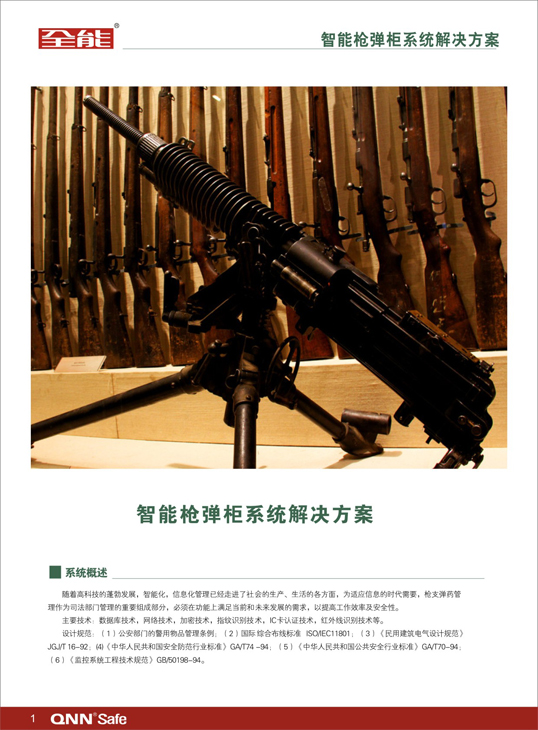 全能®
智能枪弹柜系统解决方案
智能枪弹柜系统解决方案
系统概述
随着高科技的蓬勃发展，智能化，信息化管理已经走进了社会的生产、生活的各方面，为适应信息的时代需要，枪支弹药管
理作为司法部门管理的重要组成部分，必须在功能上满足当前和未来发展的需求，以提高工作效率及安全性。
主要技术：数据库技术，网络技术，加密技术，指纹识别技术，IC卡认证技术，红外线识别技术等。
设计规范：（1）公安部门的警用物品管理条例；（2）国际 综合布线标准 ISO/IEC11801；（3）《民用建筑电气设计规范》
JGJ/T 16-92；(4)《中华人民共和国安全防范行业标准》GA/T74 -94；（5）《中华人民共和国公共安全行业标准》GA/T70-94；
（6）《监控系统工程技术规范》GB/50198-94。
1 QNN® Safe